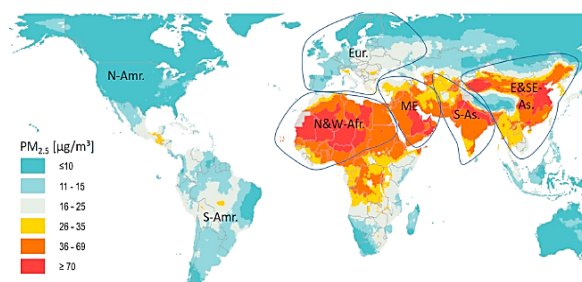 N-Amr.
Eur.
E&SE-
As.
ME
S-As.
N&W-Afr.
S-Amr.
PM2.5 [µg/m³]
≤10
11 - 15
16 - 25
26 - 35
36 - 69
≥ 70